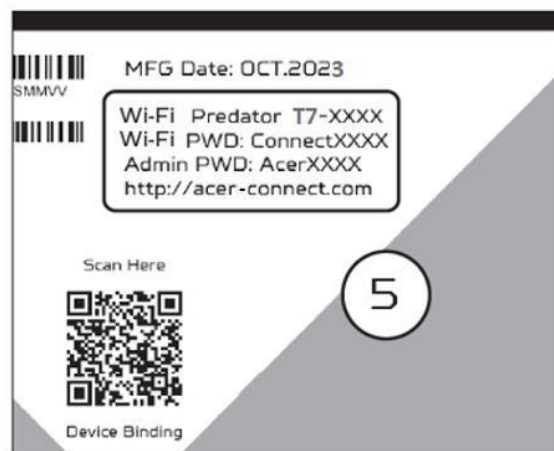 MFG Date: OCT.2023
SMMVV
Wi-Fi Predator T7-XXXX
Wi-Fi PWD: ConnectXXXX
Admin PWD: AcerXXXX
http://acer-connect.com
Scan Here
5
Device Binding